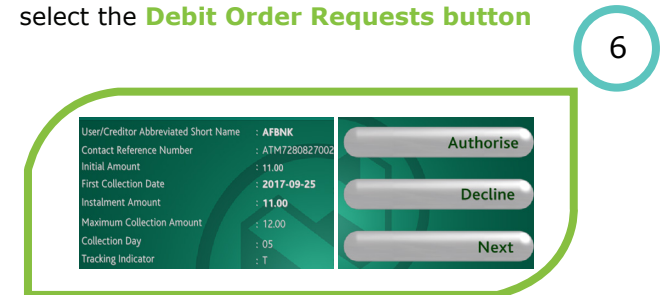 select the Debit Order Requests button
6
User/Creditor Abbreviated Short Name : AFBNK
Contact Reference Number : ATM7280827002
Initial Amount : 11.00
First Collection Date : 2017-09-25
Instalment Amount : 11.00
Maximum Collection Amount : 12.00
Collection Day : 05
Tracking Indicator : T
Authorise
Decline
Next